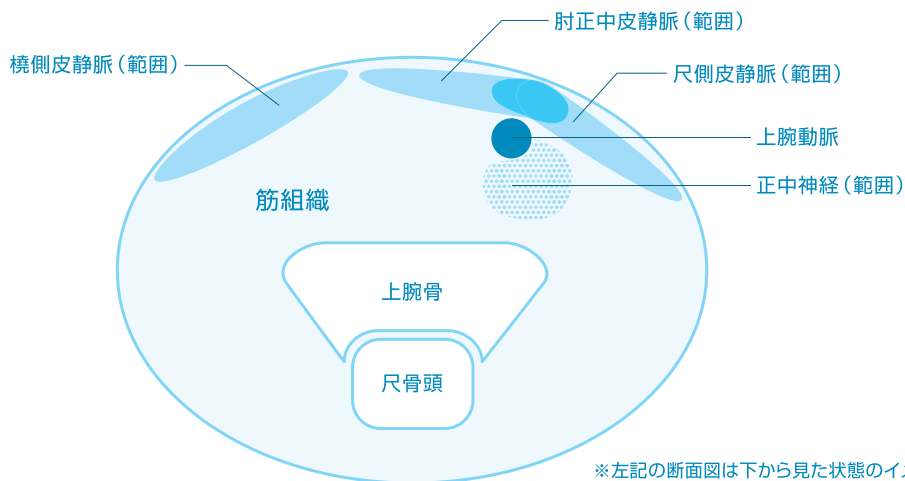 肘正中皮静脈（範囲）
橈側皮静脈（範囲）
尺側皮静脈（範囲）
上腕動脈
正中神経（範囲）
筋組織
上腕骨
尺骨頭
※左記の断面図は下から見た状態のイ